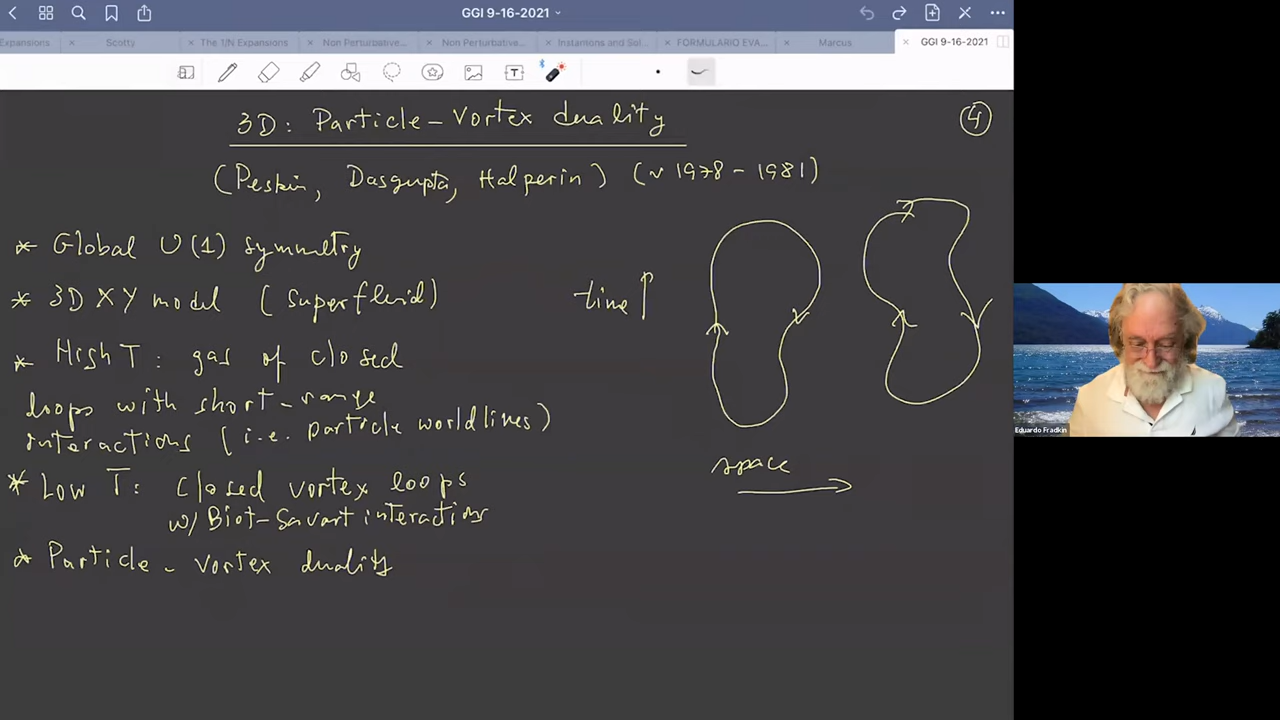 GGI 9-16-2021
Expansions
Scotty
The 1/N Expansions
Non Perturbative...
Non Perturbative...
Instantons and Sol...
FORMULARIO EVA...
Marcus
GGI 9-16-2021
3D: Particle - Vortex duality
4
(Peskin, Dasgupta, Halperin) (~ 1978 - 1981)
* Global U(1) symmetry
* 3D XY model (superfluid)
* High T: gas of closed
loops with short-range
interactions (i.e. particle worldlines)
* Low T: closed vortex loops
w/ Biot-Savart interactions
* Particle - vortex duality
time
space
Eduardo Fradkin